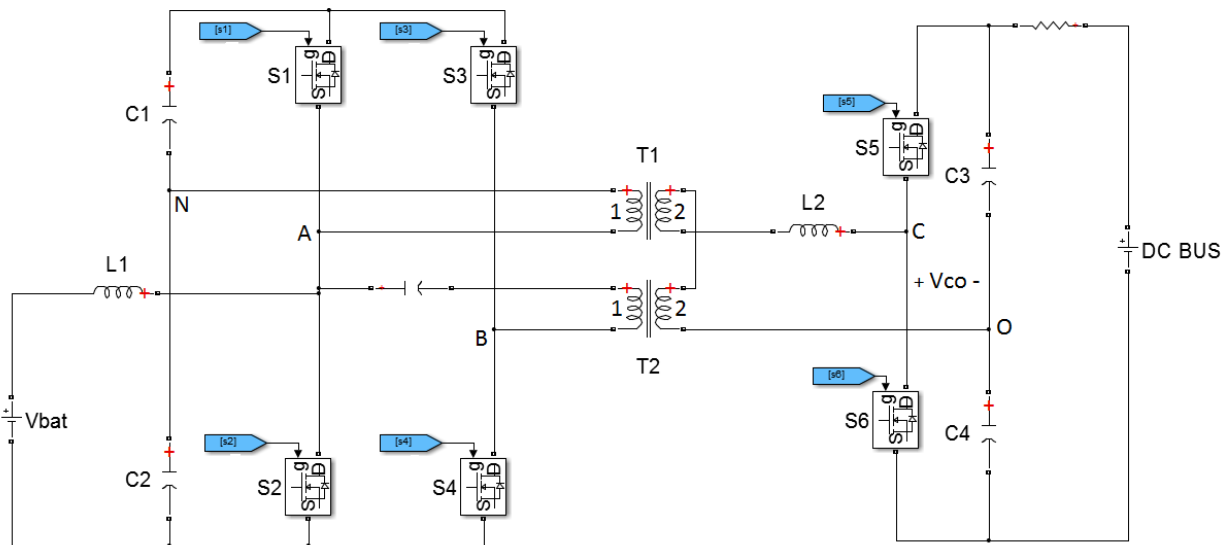 [s1]
[s3]
g D
S
S1
g D
S
S3
C1
[s5]
g D
S
S5
C3
T1
N
1 2
A
L2
C
L1
+ Vco -
DC BUS
1 2
B
O
T2
[s6]
g D
S
S6
C4
Vbat
[s2]
[s4]
C2
g D
S
S2
g D
S
S4